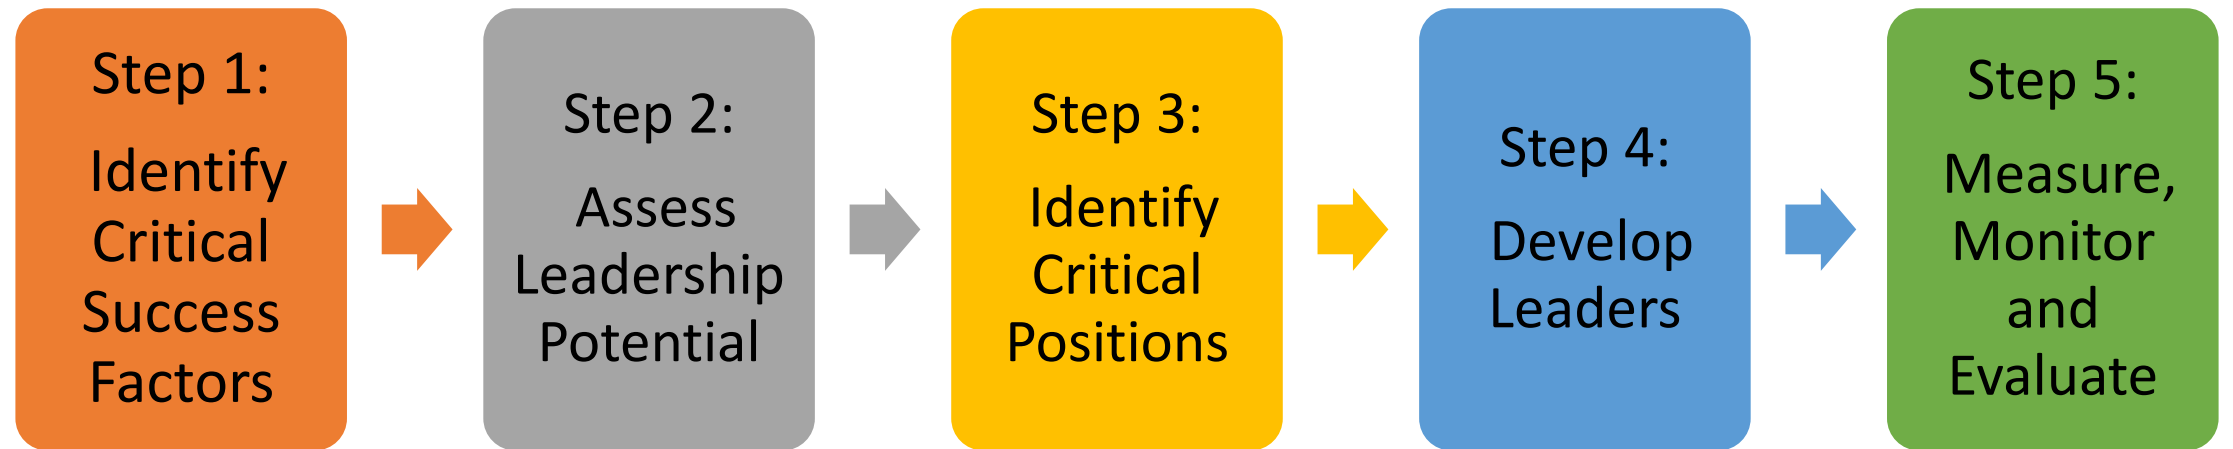 Step 1:
Identify
Critical
Success
Factors
Step 2:
Assess
Leadership
Potential
Step 3:
Identify
Critical
Positions
Step 4:
Develop
Leaders
Step 5:
Measure,
Monitor
and
Evaluate